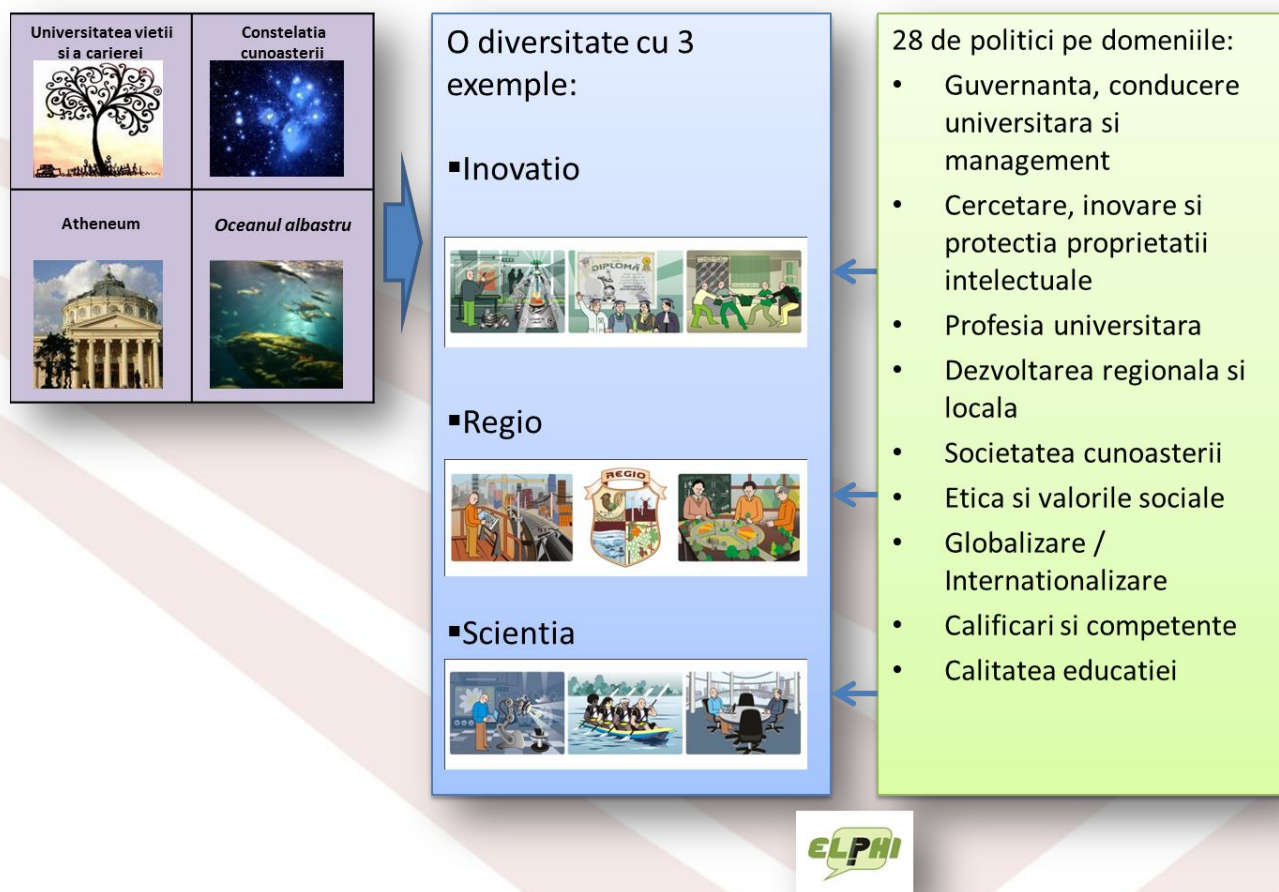 Universitatea vietii
si a carierei
Constelatia
cunoasterii
Atheneum
Oceanul albastru
O diversitate cu 3
exemple:
▪Inovatio
DIPLOMĂ
▪Regio
REGIO
▪Scientia
28 de politici pe domeniile:
• Guvernanta, conducere
universitara si
management
• Cercetare, inovare si
protectia proprietatii
intelectuale
• Profesia universitara
• Dezvoltarea regionala si
locala
• Societatea cunoasterii
• Etica si valorile sociale
• Globalizare /
Internationalizare
• Calificari si competente
• Calitatea educatiei
ELPHI